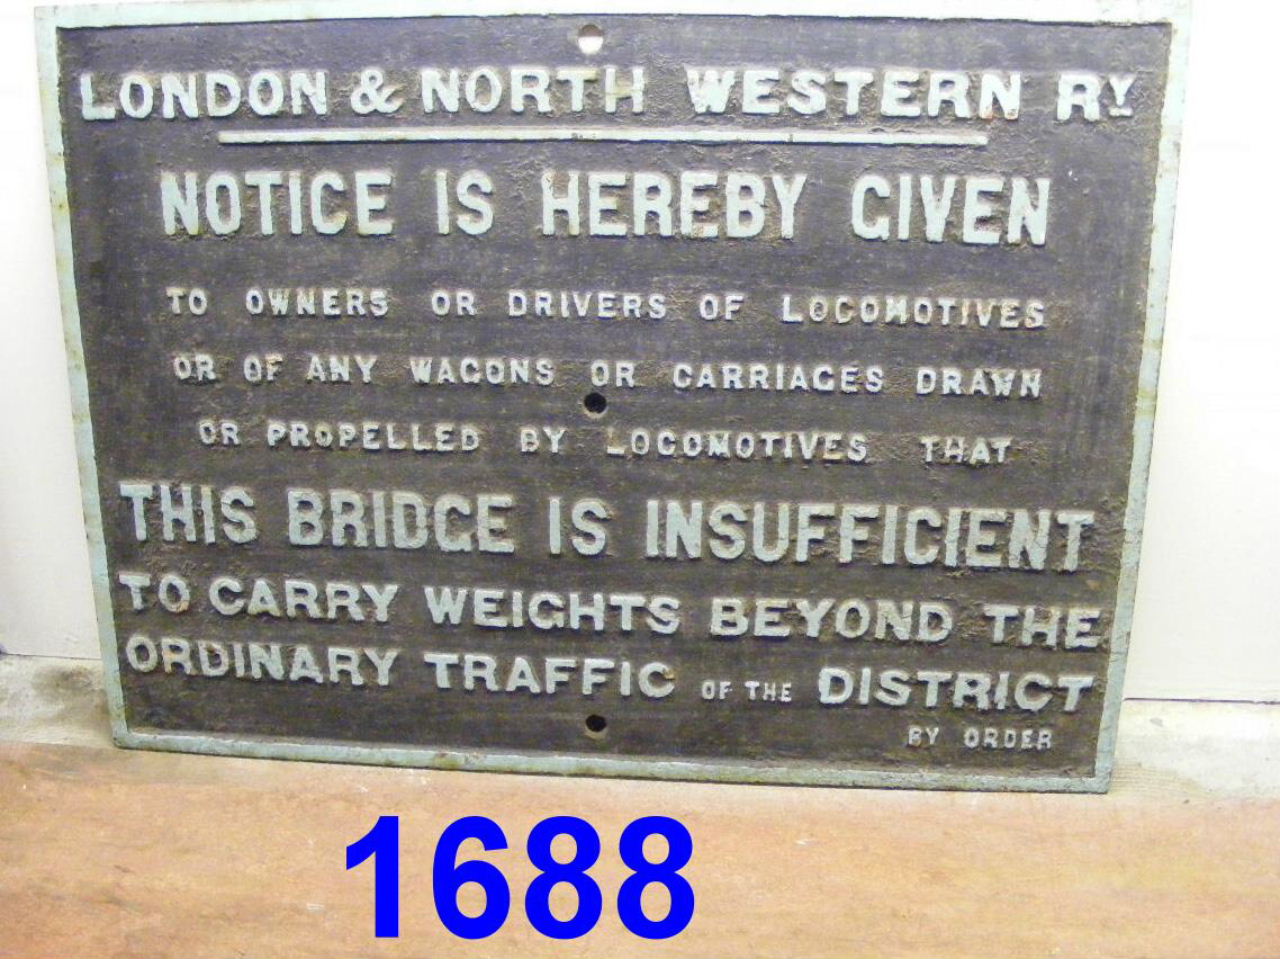 LONDON & NORTH WESTERN RY
NOTICE IS HEREBY GIVEN
TO OWNERS OR DRIVERS OF LOCOMOTIVES
OR OF ANY WAGONS OR CARRIAGES DRAWN
OR PROPELLED BY LOCOMOTIVES THAT
THIS BRIDGE IS INSUFFICIENT
TO CARRY WEIGHTS BEYOND THE
ORDINARY TRAFFIC OF THE DISTRICT
BY ORDER
1688